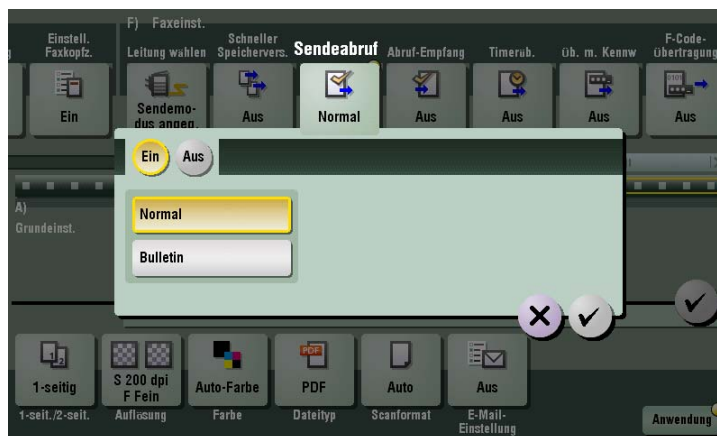 F) Faxeinst.
Einstell.
Faxkopfz.
Leitung wählen
Schneller
Speichervers.
Sendeabruf
Abruf-Empfang
Timerüb.
Üb. m. Kennw
F-Code-
Übertragung
Ein
Sendemo-
dus angeg.
Aus
Normal
Aus
Aus
Aus
Aus
Ein
Aus
Normal
Bulletin
A)
Grundeinst.
1-seitig
S 200 dpi
F Fein
Auto-Farbe
PDF
PDF
Auto
Aus
1-seit./2-seit.
Auflösung
Farbe
Dateityp
Scanformat
E-Mail-
Einstellung
Anwendung